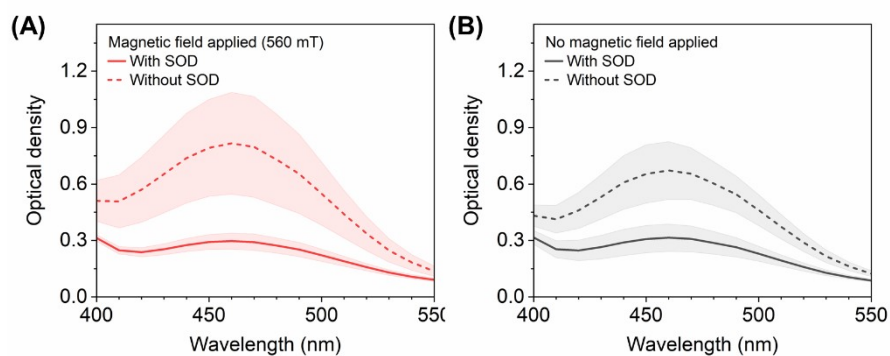 (A)
Magnetic field applied (560 mT)
With SOD
Without SOD
1.2
0.9
0.6
0.3
0.0
Optical density
400
450
500
550
Wavelength (nm)
(B)
No magnetic field applied
With SOD
Without SOD
1.2
0.9
0.6
0.3
0.0
Optical density
400
450
500
550
Wavelength (nm)